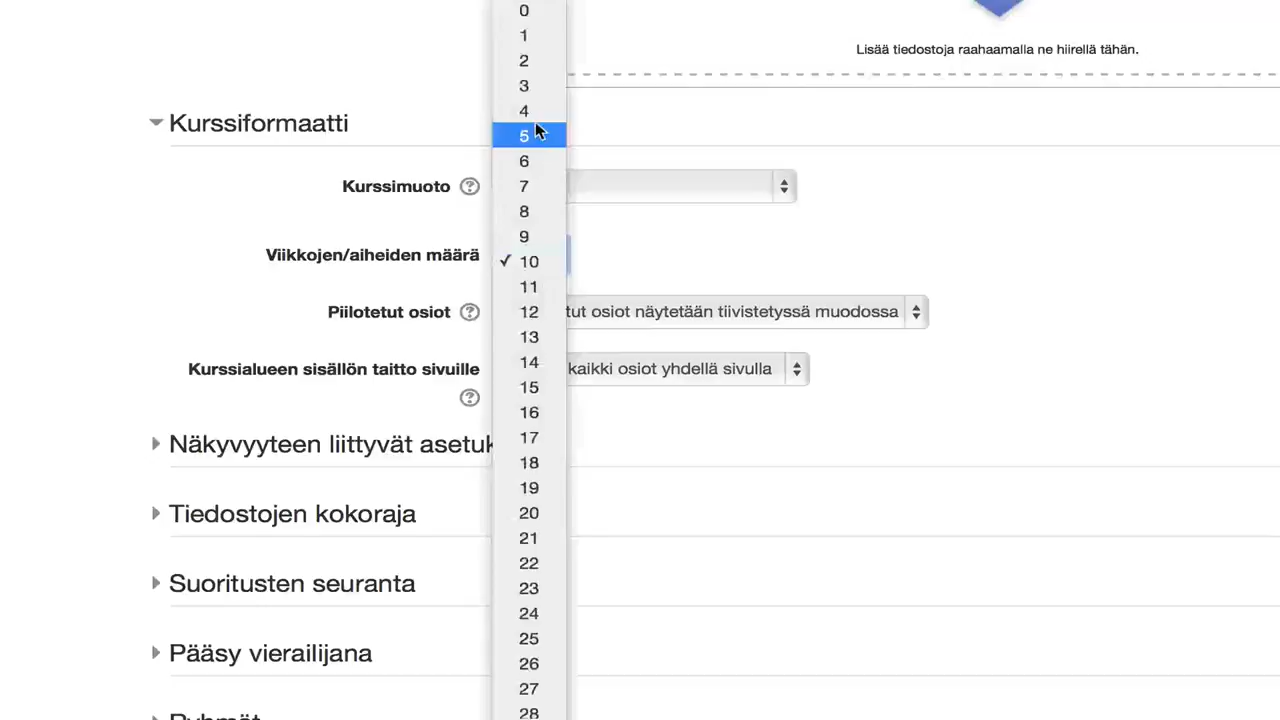 Lisää tiedostoja raahaamalla ne hiirellä tähän.
Kurssiformaatti
Kurssimuoto ?
Viikkojen/aiheiden määrä
Piilotetut osiot ? tut osiot näytetään tiivistetyssä muodossa
Kurssialueen sisällön taitto sivuille kaikki osiot yhdellä sivulla
?
Näkyvyyteen liittyvät asetuk
Tiedostojen kokoraja
Suoritusten seuranta
Pääsy vierailijana
Ryhmät
0
1
2
3
4
5
6
7
8
9
✓ 10
11
12
13
14
15
16
17
18
19
20
21
22
23
24
25
26
27
28